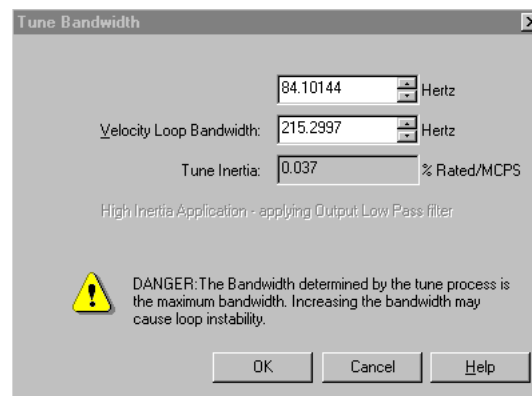 Tune Bandwidth
84.10144 Hertz
Velocity Loop Bandwidth: 215.2997 Hertz
Tune Inertia: 0.037 % Rated/MCPS
High Inertia Application - applying Output Low Pass filter
DANGER:The Bandwidth determined by the tune process is
the maximum bandwidth. Increasing the bandwidth may
cause loop instability.
OK Cancel Help